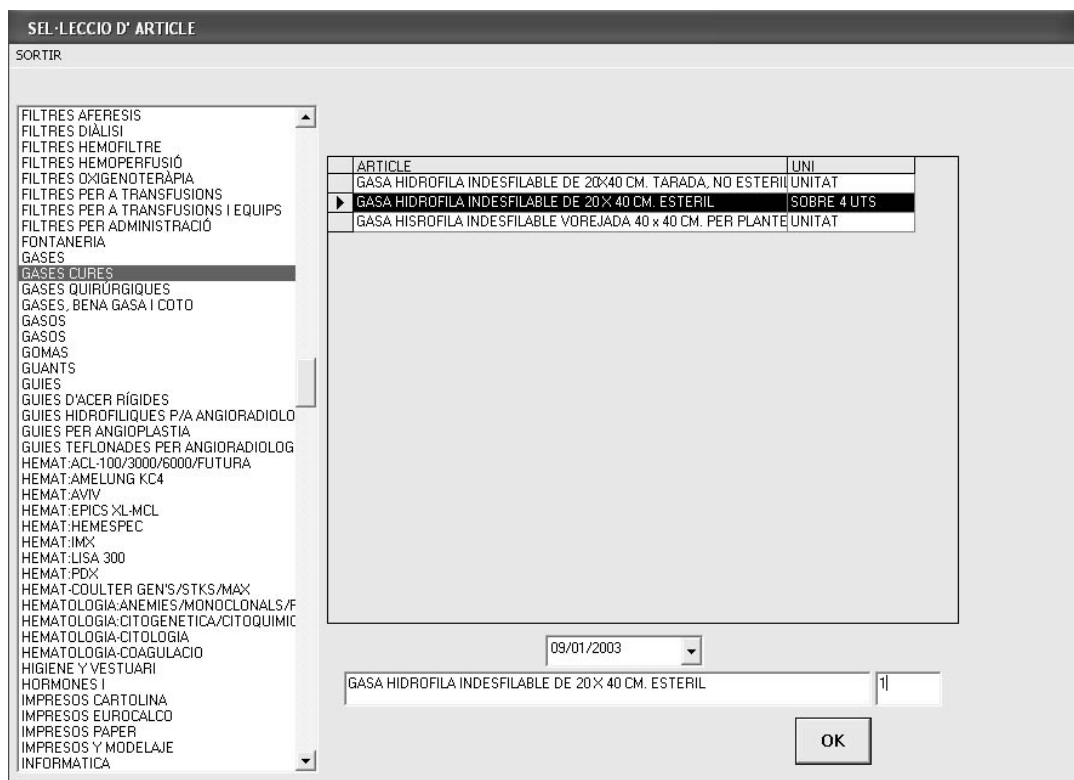 SEL·LECCIO D' ARTICLE
SORTIR
FILTRES AFERESIS
FILTRES DIÀLISI
FILTRES HEMOFILTRE
FILTRES HEMOPERFUSIÓ
FILTRES OXIGENOTERÀPIA
FILTRES PER A TRANSFUSIONS
FILTRES PER A TRANSFUSIONS I EQUIPS
FILTRES PER ADMINISTRACIÓ
FONTANERIA
GASES
GASES CURES
GASES QUIRÚRGIQUES
GASES, BENA GASA I COTO
GASOS
GASOS
GOMAS
GUANTS
GUIES
GUIES D'ACER RÍGIDES
GUIES HIDROFILIQUES P/A ANGIORADIOLO
GUIES PER ANGIOPLASTIA
GUIES TEFLONADES PER ANGIORADIOLOG
HEMAT:ACL-100/3000/6000/FUTURA
HEMAT:AMELUNG KC4
HEMAT:AVIV
HEMAT:EPICS XL-MCL
HEMAT:HEMESPEC
HEMAT:IMX
HEMAT:LISA 300
HEMAT:PDX
HEMAT-COULTER GEN'S/STKS/MAX
HEMATOLOGIA:ANEMIES/MONOCLONALS/F
HEMATOLOGIA:CITOGENETICA/CITOQUIMIC
HEMATOLOGIA-CITOLOGIA
HEMATOLOGIA-COAGULACIO
HIGIENE Y VESTUARI
HORMONES I
IMPRESOS CARTOLINA
IMPRESOS EUROCALCO
IMPRESOS PAPER
IMPRESOS Y MODELAJE
INFORMATICA
ARTICLE UNI
GASA HIDROFILA INDESFILABLE DE 20X40 CM. TARADA, NO ESTERIL UNITAT
GASA HIDROFILA INDESFILABLE DE 20 X 40 CM. ESTERIL SOBRE 4 UTS
GASA HISROFILA INDESFILABLE VOREJADA 40 x 40 CM. PER PLANTE UNITAT
09/01/2003
GASA HIDROFILA INDESFILABLE DE 20 X 40 CM. ESTERIL 1
OK